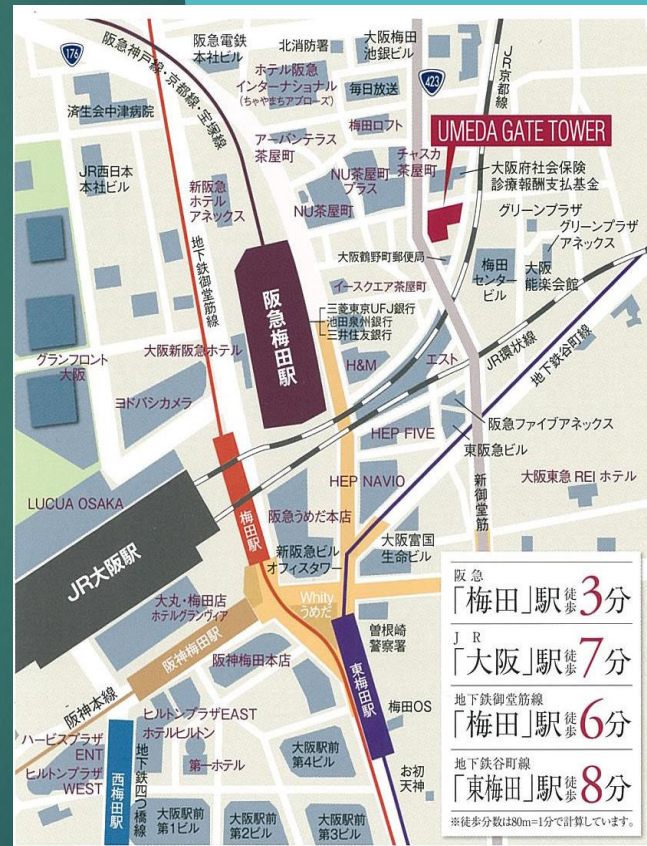 176
阪急電鉄
本社ビル
北消防署
大阪梅田
池銀ビル
423
JR京都線
阪急神戸線・京都線・宝塚線
ホテル阪急
インターナショナル
(ちゃやまちアプローズ)
毎日放送
済生会中津病院
梅田ロフト
UMEDA GATE TOWER
アーバンテラス
茶屋町
チャスカ
茶屋町
JR西日本
本社ビル
NU茶屋町
プラス
大阪府社会保険
診療報酬支払基金
新阪急
ホテル
アネックス
NU茶屋町
グリーンプラザ
グリーンプラザ
アネックス
地下鉄御堂筋線
大阪鶴野町郵便局
梅田
センター
ビル
大阪
能楽会館
イースクエア茶屋町
阪急梅田駅
三菱東京UFJ銀行
池田泉州銀行
三井住友銀行
グランフロント
大阪
大阪新阪急ホテル
H&M
エスト
JR環状線
地下鉄谷町線
ヨドバシカメラ
阪急ファイブアネックス
HEP FIVE
東阪急ビル
LUCUA OSAKA
HEP NAVIO
大阪東急 REI ホテル
新御堂筋
梅田駅
阪急うめだ本店
JR大阪駅
新阪急ビル
オフィスタワー
大阪富国
生命ビル
大丸・梅田店
ホテルグランヴィア
Whity
うめだ
阪神梅田駅
曽根崎
警察署
阪神梅田本店
東梅田駅
阪神本線
ヒルトンプラザEAST
ホテルヒルトン
梅田OS
ハービスプラザ
ENT
ヒルトンプラザ
WEST
西梅田駅
地下鉄四つ橋線
第一ホテル
大阪駅前
第4ビル
お初
天神
大阪駅前
第1ビル
大阪駅前
第2ビル
大阪駅前
第3ビル
阪急
「梅田」駅徒歩3分
JR
「大阪」駅徒歩7分
地下鉄御堂筋線
「梅田」駅徒歩6分
地下鉄谷町線
「東梅田」駅徒歩8分
※徒歩分数は80m=1分で計算しています。